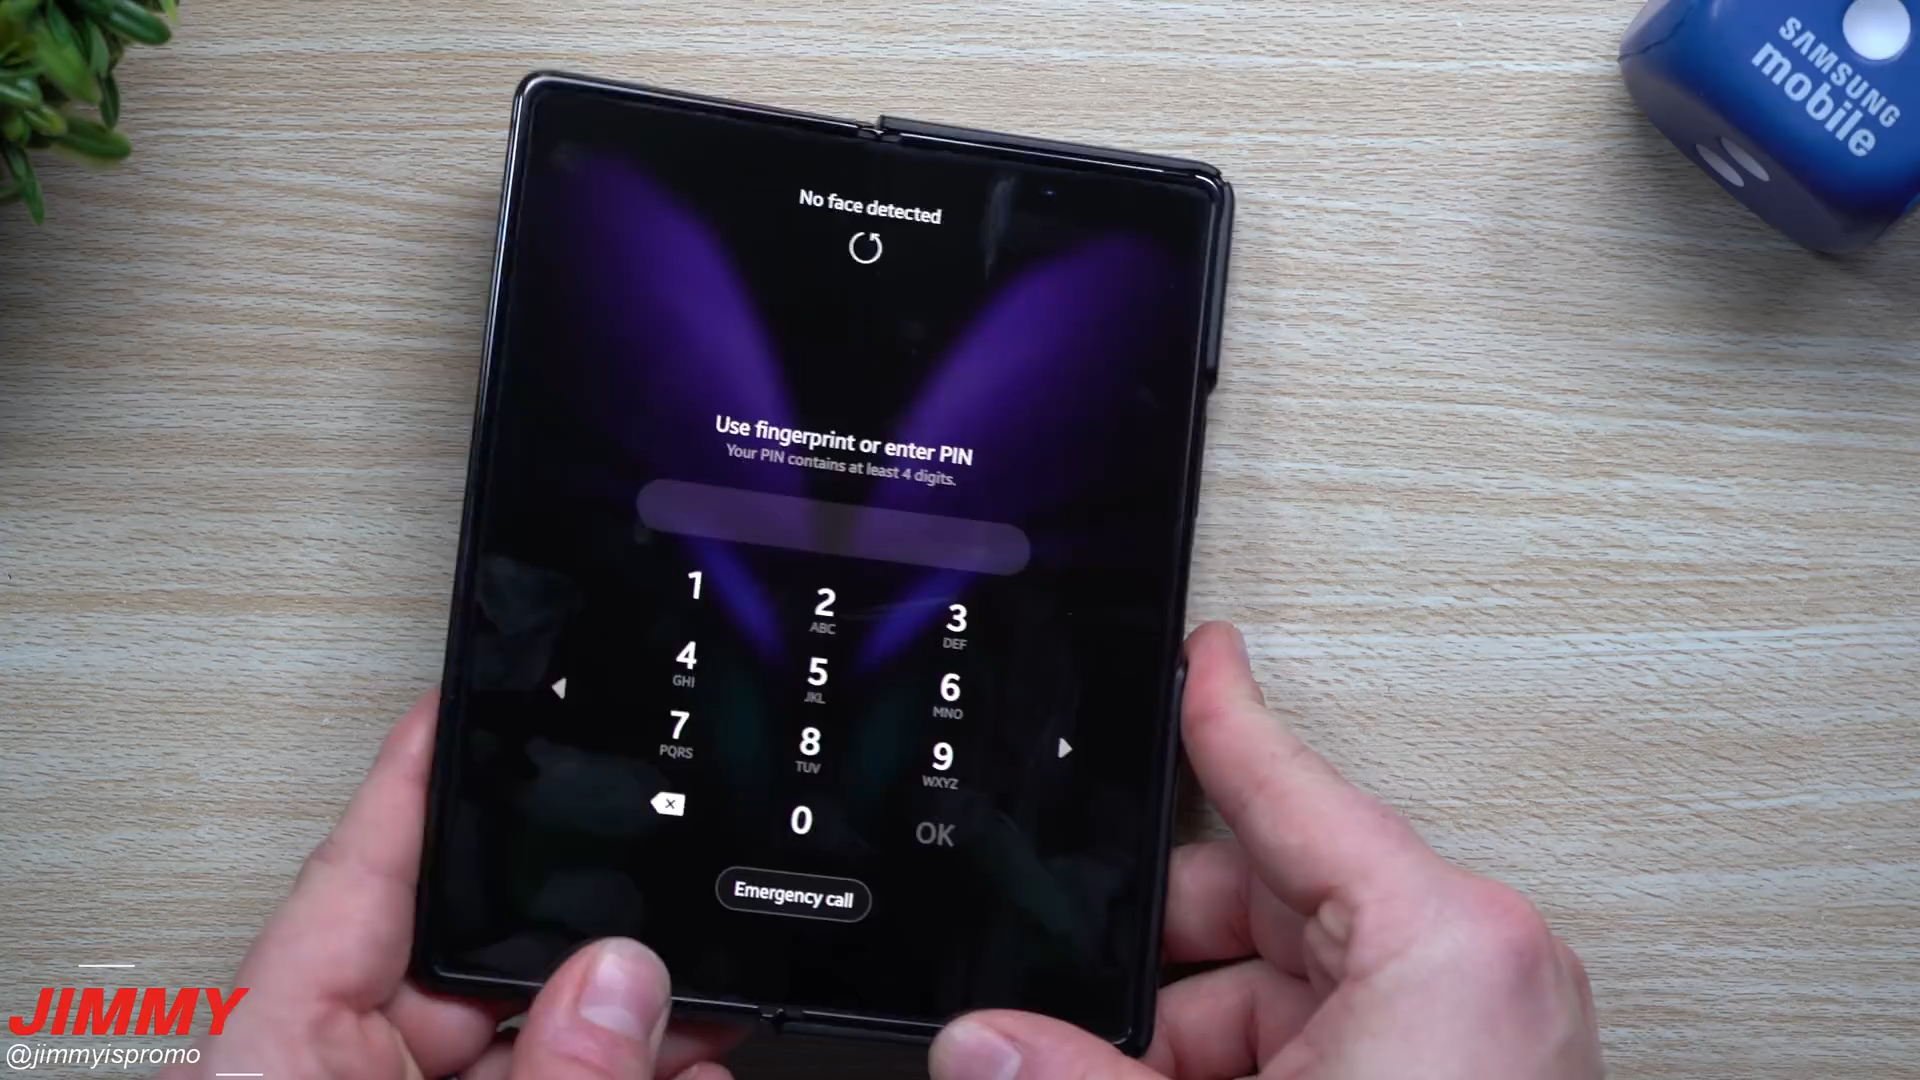 SAMSUNG
mobile
No face detected
Use fingerprint or enter PIN
Your PIN contains at least 4 digits.
1
2
ABC
3
DEF
4
GHI
5
JKL
6
MNO
7
PQRS
8
TUV
9
WXYZ
0
OK
Emergency call
JIMMY
@jimmyispromo